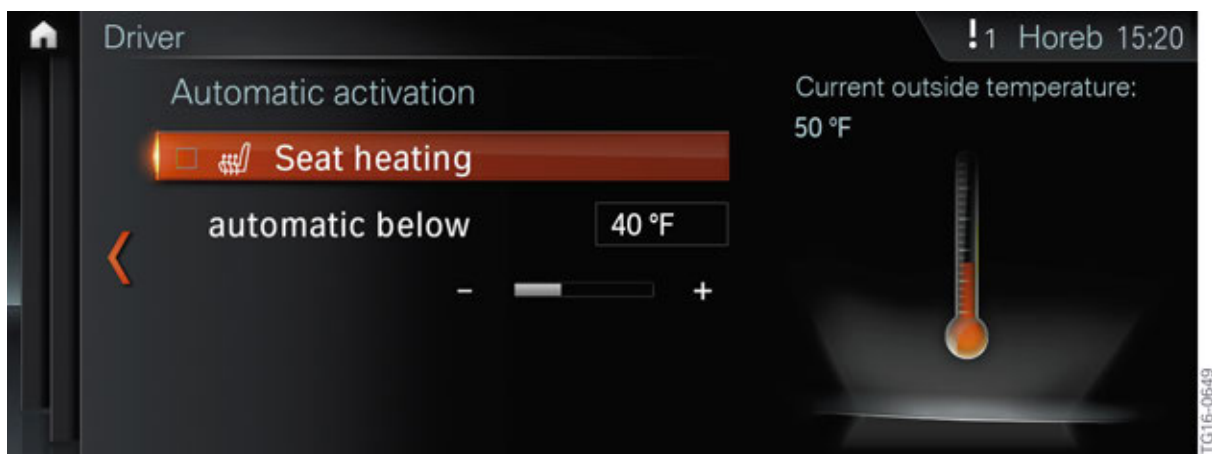 Driver
!1 Horeb 15:20
Automatic activation
Current outside temperature:
50 °F
Seat heating
automatic below 40 °F
- +
TG16-0649